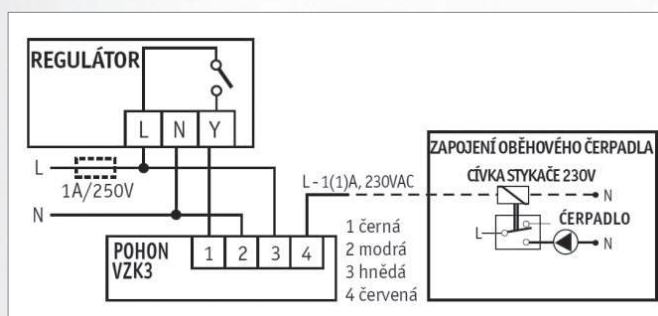 REGULÁTOR
L N Y
L
1A/250V
N
POHON
VZK3
1 2 3 4
L - 1(1)A, 230VAC
1 černá
2 modrá
3 hnědá
4 červená
ZAPOJENÍ OBĚHOVÉHO ČERPADLA
CÍVKA STYKAČE 230V
N
ČERPADLO
L
N